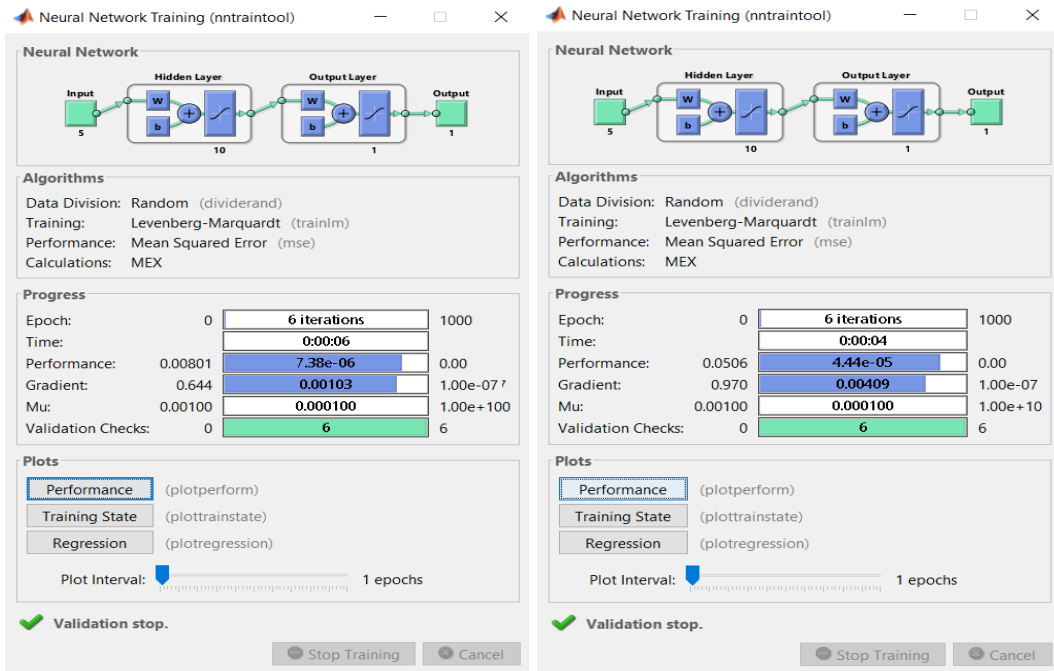 Neural Network Training (nntraintool)
Neural Network
Hidden Layer
Output Layer
Input
W
b
+
W
b
+
Output
5
10
1
1
Algorithms
Data Division: Random (dividerand)
Training: Levenberg-Marquardt (trainlm)
Performance: Mean Squared Error (mse)
Calculations: MEX
Progress
Epoch: 0 6 iterations 1000
Time: 0:00:06
Performance: 0.00801 7.38e-06 0.00
Gradient: 0.644 0.00103 1.00e-07
Mu: 0.00100 0.000100 1.00e+100
Validation Checks: 0 6 6
Plots
Performance (plotperform)
Training State (plottrainstate)
Regression (plotregression)
Plot Interval: 1 epochs
Validation stop.
Stop Training Cancel
Neural Network Training (nntraintool)
Neural Network
Hidden Layer
Output Layer
Input
W
b
+
W
b
+
Output
5
10
1
1
Algorithms
Data Division: Random (dividerand)
Training: Levenberg-Marquardt (trainlm)
Performance: Mean Squared Error (mse)
Calculations: MEX
Progress
Epoch: 0 6 iterations 1000
Time: 0:00:04
Performance: 0.0506 4.44e-05 0.00
Gradient: 0.970 0.00409 1.00e-07
Mu: 0.00100 0.000100 1.00e+10
Validation Checks: 0 6 6
Plots
Performance (plotperform)
Training State (plottrainstate)
Regression (plotregression)
Plot Interval: 1 epochs
Validation stop.
Stop Training Cancel